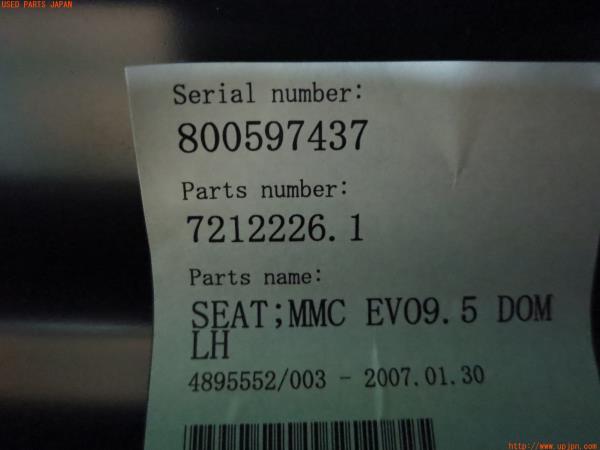 USED PARTS JAPAN
Serial number:
800597437
Parts number:
7212226.1
Parts name:
SEAT;MMC EVO9.5 DOM
LH
4895552/003 - 2007.01.30
http://www.upjpn.com/